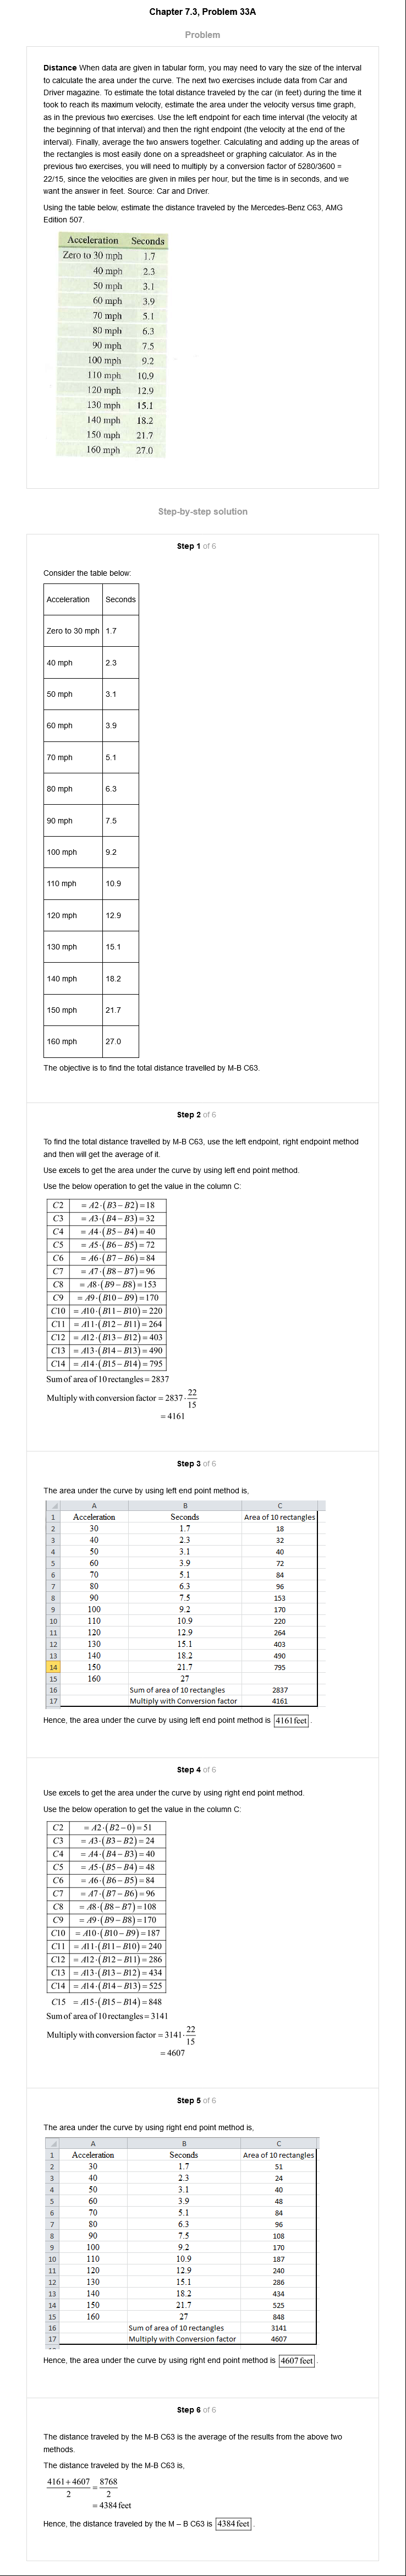 Chapter 7.3, Problem 33A
Problem
Distance When data are given in tabular form, you may need to vary the size of the interval
to calculate the area under the curve. The next two exercises include data from Car and
Driver magazine. To estimate the total distance traveled by the car (in feet) during the time it
took to reach its maximum velocity, estimate the area under the velocity versus time graph,
as in the previous two exercises. Use the left endpoint for each time interval (the velocity at
the beginning of that interval) and then the right endpoint (the velocity at the end of the
interval). Finally, average the two answers together. Calculating and adding up the areas of
the rectangles is most easily done on a spreadsheet or graphing calculator. As in the
previous two exercises, you will need to multiply by a conversion factor of 5280/3600 =
22/15, since the velocities are given in miles per hour, but the time is in seconds, and we
want the answer in feet. Source: Car and Driver.
Using the table below, estimate the distance traveled by the Mercedes-Benz C63, AMG
Edition 507.
Acceleration Seconds
Zero to 30 mph 1.7
40 mph 2.3
50 mph 3.1
60 mph 3.9
70 mph 5.1
80 mph 6.3
90 mph 7.5
100 mph 9.2
110 mph 10.9
120 mph 12.9
130 mph 15.1
140 mph 18.2
150 mph 21.7
160 mph 27.0
Step-by-step solution
Step 1 of 6
Consider the table below:
Acceleration Seconds
Zero to 30 mph 1.7
40 mph 2.3
50 mph 3.1
60 mph 3.9
70 mph 5.1
80 mph 6.3
90 mph 7.5
100 mph 9.2
110 mph 10.9
120 mph 12.9
130 mph 15.1
140 mph 18.2
150 mph 21.7
160 mph 27.0
The objective is to find the total distance travelled by M-B C63.
Step 2 of 6
To find the total distance travelled by M-B C63, use the left endpoint, right endpoint method
and then will get the average of it.
Use excels to get the area under the curve by using left end point method.
Use the below operation to get the value in the column C:
C2 = A2·(B3−B2)=18
C3 = A3·(B4−B3)=32
C4 = A4·(B5−B4)=40
C5 = A5·(B6−B5)=72
C6 = A6·(B7−B6)=84
C7 = A7·(B8−B7)=96
C8 = A8·(B9−B8)=153
C9 = A9·(B10−B9)=170
C10 = A10·(B11−B10)=220
C11 = A11·(B12−B11)=264
C12 = A12·(B13−B12)=403
C13 = A13·(B14−B13)=490
C14 = A14·(B15−B14)=795
Sum of area of 10 rectangles = 2837
Multiply with conversion factor = 2837·22/15
= 4161
Step 3 of 6
The area under the curve by using left end point method is,
A B C
1 Acceleration Seconds Area of 10 rectangles
2 30 1.7 18
3 40 2.3 32
4 50 3.1 40
5 60 3.9 72
6 70 5.1 84
7 80 6.3 96
8 90 7.5 153
9 100 9.2 170
10 110 10.9 220
11 120 12.9 264
12 130 15.1 403
13 140 18.2 490
14 150 21.7 795
15 160 27
16 Sum of area of 10 rectangles 2837
17 Multiply with Conversion factor 4161
Hence, the area under the curve by using left end point method is 4161 feet.
Step 4 of 6
Use excels to get the area under the curve by using right end point method.
Use the below operation to get the value in the column C:
C2 = A2·(B2−0)=51
C3 = A3·(B3−B2)=24
C4 = A4·(B4−B3)=40
C5 = A5·(B5−B4)=48
C6 = A6·(B6−B5)=84
C7 = A7·(B7−B6)=96
C8 = A8·(B8−B7)=108
C9 = A9·(B9−B8)=170
C10 = A10·(B10−B9)=187
C11 = A11·(B11−B10)=240
C12 = A12·(B12−B11)=286
C13 = A13·(B13−B12)=434
C14 = A14·(B14−B13)=525
C15 = A15·(B15−B14)=848
Sum of area of 10 rectangles = 3141
Multiply with conversion factor = 3141·22/15
= 4607
Step 5 of 6
The area under the curve by using right end point method is,
A B C
1 Acceleration Seconds Area of 10 rectangles
2 30 1.7 51
3 40 2.3 24
4 50 3.1 40
5 60 3.9 48
6 70 5.1 84
7 80 6.3 96
8 90 7.5 108
9 100 9.2 170
10 110 10.9 187
11 120 12.9 240
12 130 15.1 286
13 140 18.2 434
14 150 21.7 525
15 160 27 848
16 Sum of area of 10 rectangles 3141
17 Multiply with Conversion factor 4607
Hence, the area under the curve by using right end point method is 4607 feet.
Step 6 of 6
The distance traveled by the M-B C63 is the average of the results from the above two
methods.
The distance traveled by the M-B C63 is,
(4161+4607)/2 = 8768/2
= 4384 feet
Hence, the distance traveled by the M – B C63 is 4384 feet.